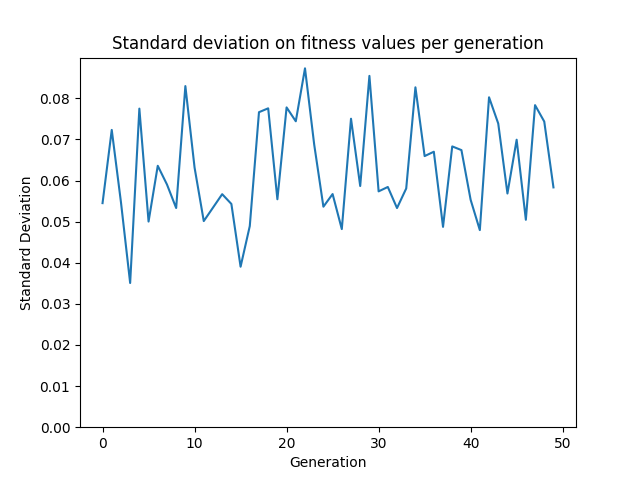 Standard deviation on fitness values per generation
Standard Deviation
0.08
0.07
0.06
0.05
0.04
0.03
0.02
0.01
0.00
0 10 20 30 40 50
Generation